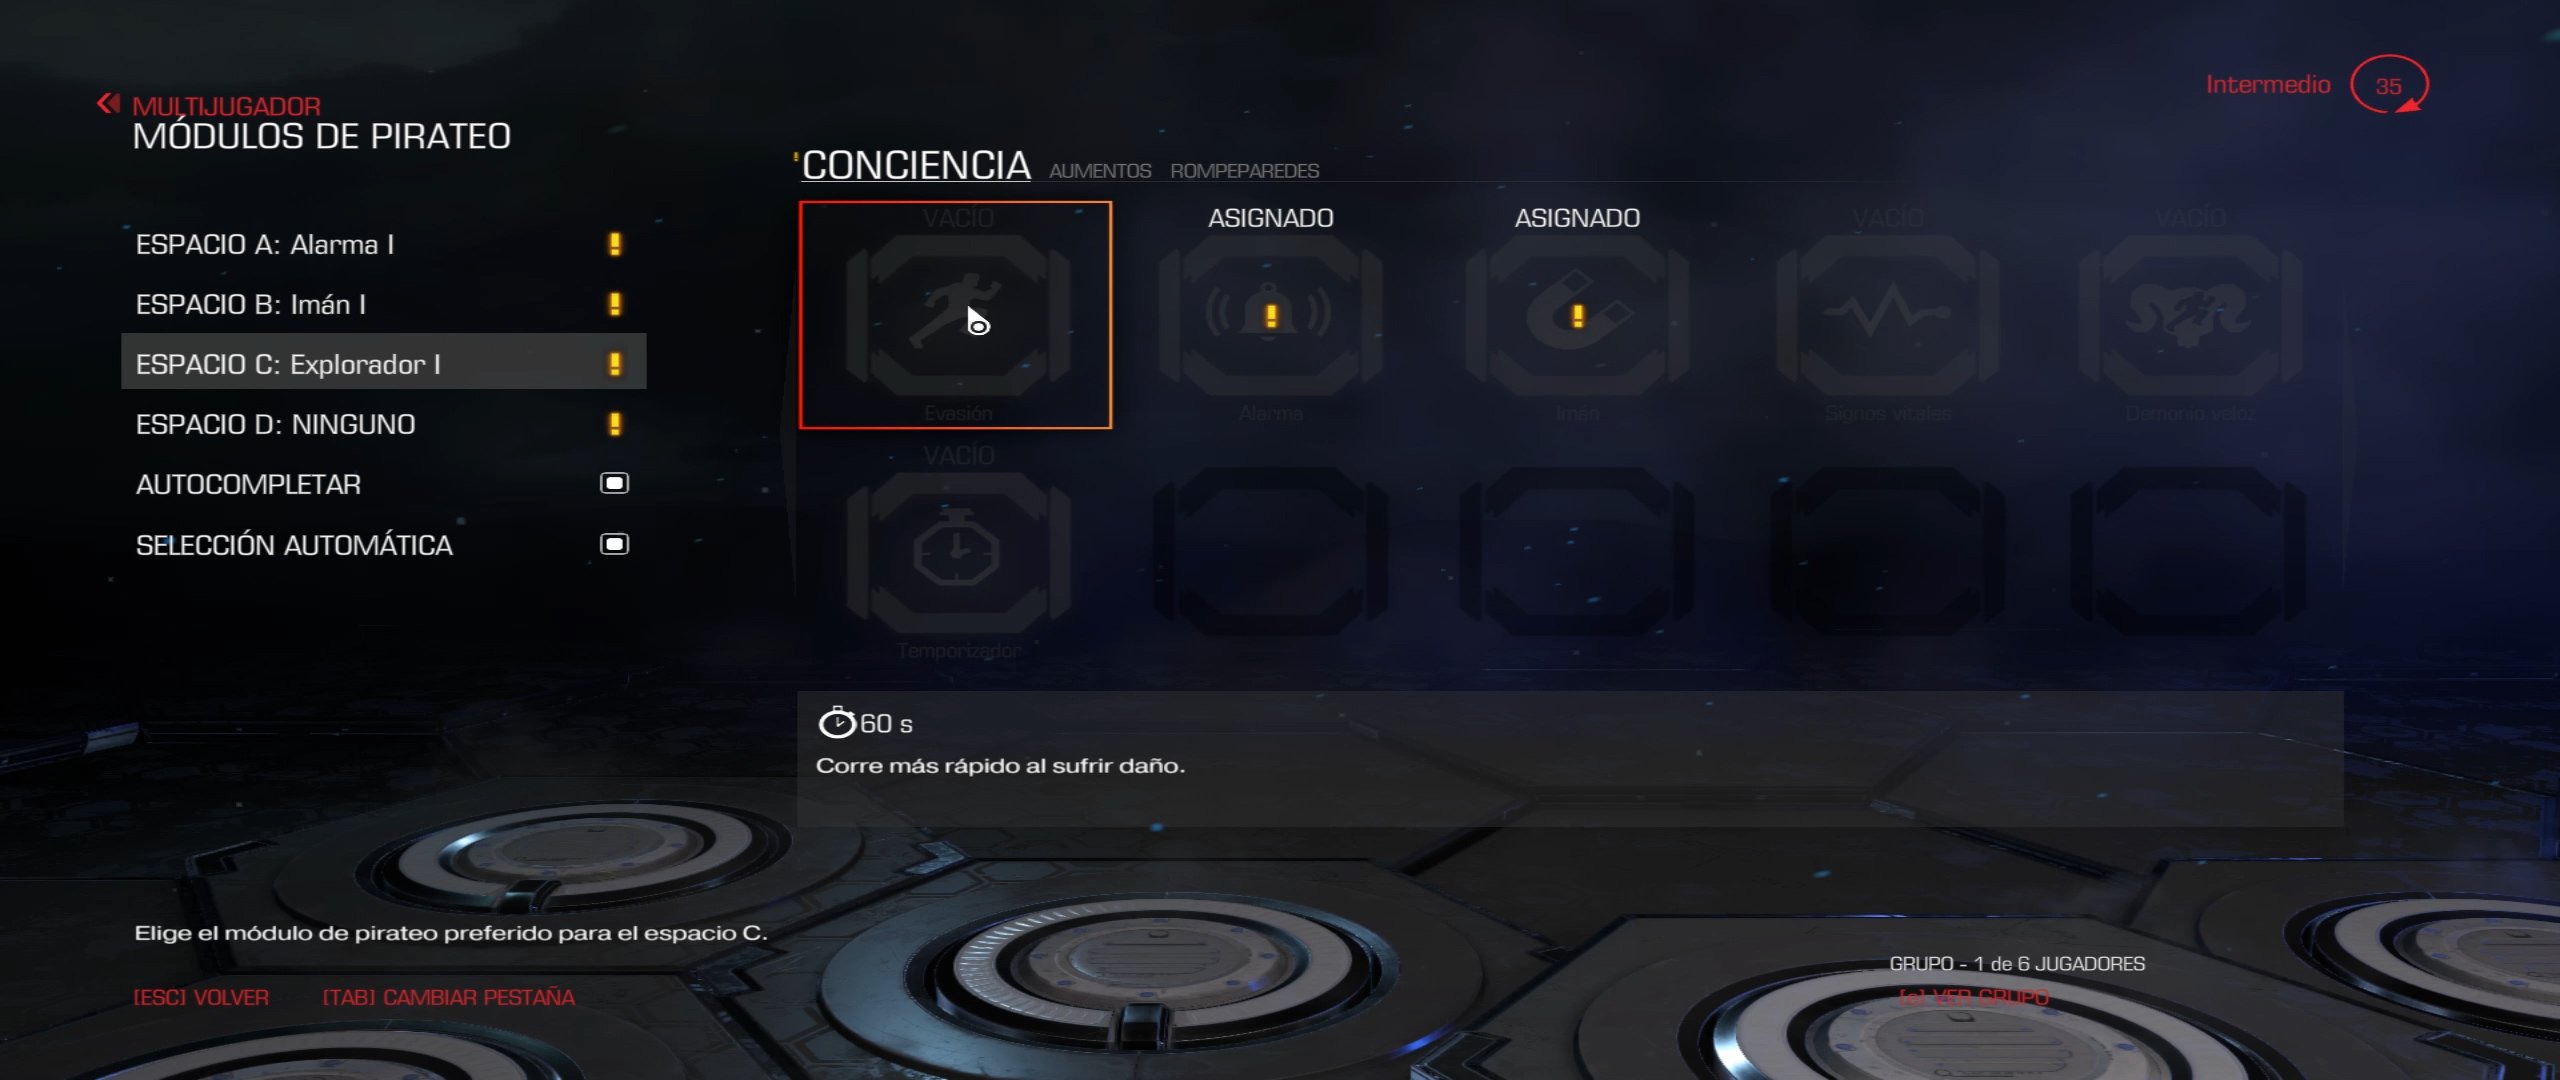 MULTIJUGADOR
MÓDULOS DE PIRATEO
Intermedio 35
! CONCIENCIA AUMENTOS ROMPEPAREDES
ESPACIO A: Alarma I !
ESPACIO B: Imán I !
ESPACIO C: Explorador I !
ESPACIO D: NINGUNO !
AUTOCOMPLETAR
SELECCIÓN AUTOMÁTICA
VACÍO ASIGNADO ASIGNADO VACÍO VACÍO
! !
Evasión Alarma Imán Signos vitales Demonio veloz
VACÍO
Temporizador
60 s
Corre más rápido al sufrir daño.
Elige el módulo de pirateo preferido para el espacio C.
[ESC] VOLVER [TAB] CAMBIAR PESTAÑA
GRUPO - 1 de 6 JUGADORES
[e] VER GRUPO